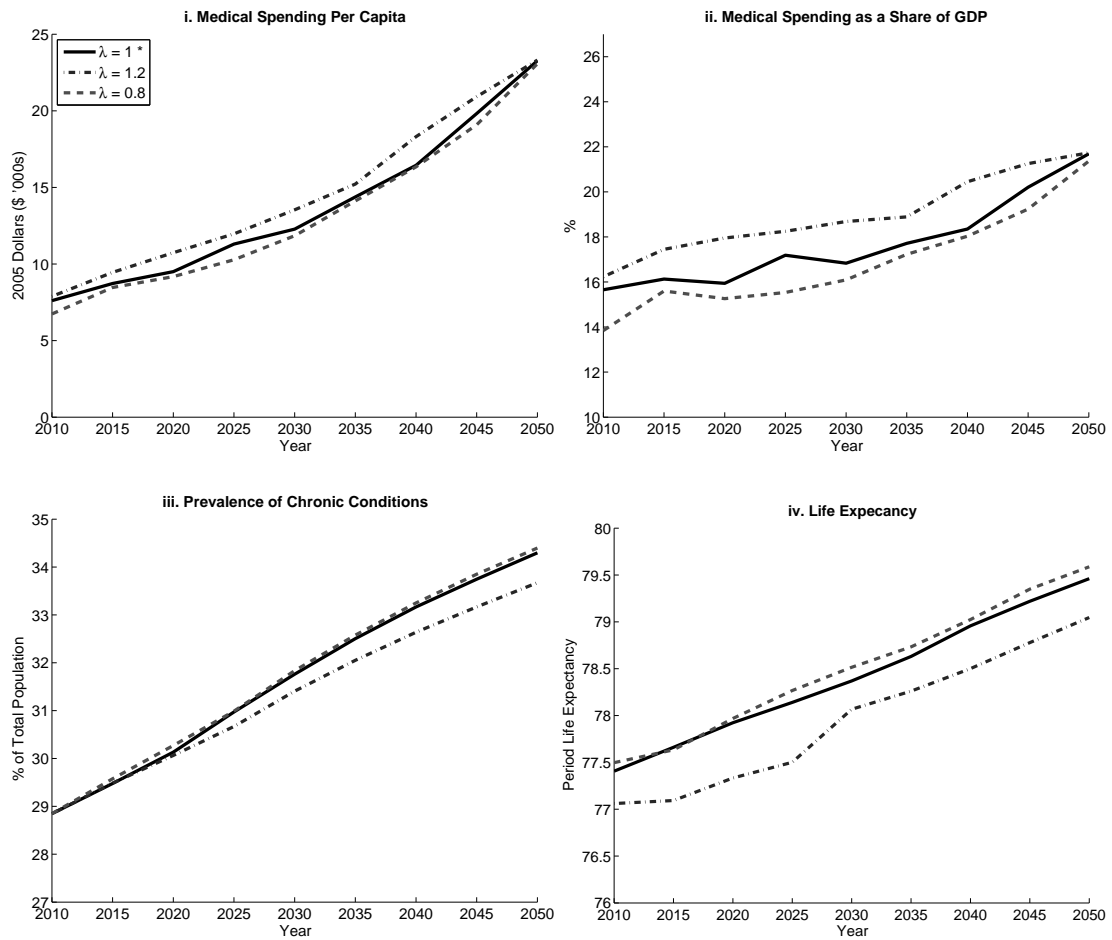 i. Medical Spending Per Capita
25
20
15
10
5
0
2005 Dollars ($ '000s)
λ = 1 *
λ = 1.2
λ = 0.8
2010 2015 2020 2025 2030 2035 2040 2045 2050
Year
ii. Medical Spending as a Share of GDP
26
24
22
20
18
16
14
12
10
%
2010 2015 2020 2025 2030 2035 2040 2045 2050
Year
iii. Prevalence of Chronic Conditions
35
34
33
32
31
30
29
28
27
% of Total Population
2010 2015 2020 2025 2030 2035 2040 2045 2050
Year
iv. Life Expecancy
80
79.5
79
78.5
78
77.5
77
76.5
76
Period Life Expectancy
2010 2015 2020 2025 2030 2035 2040 2045 2050
Year